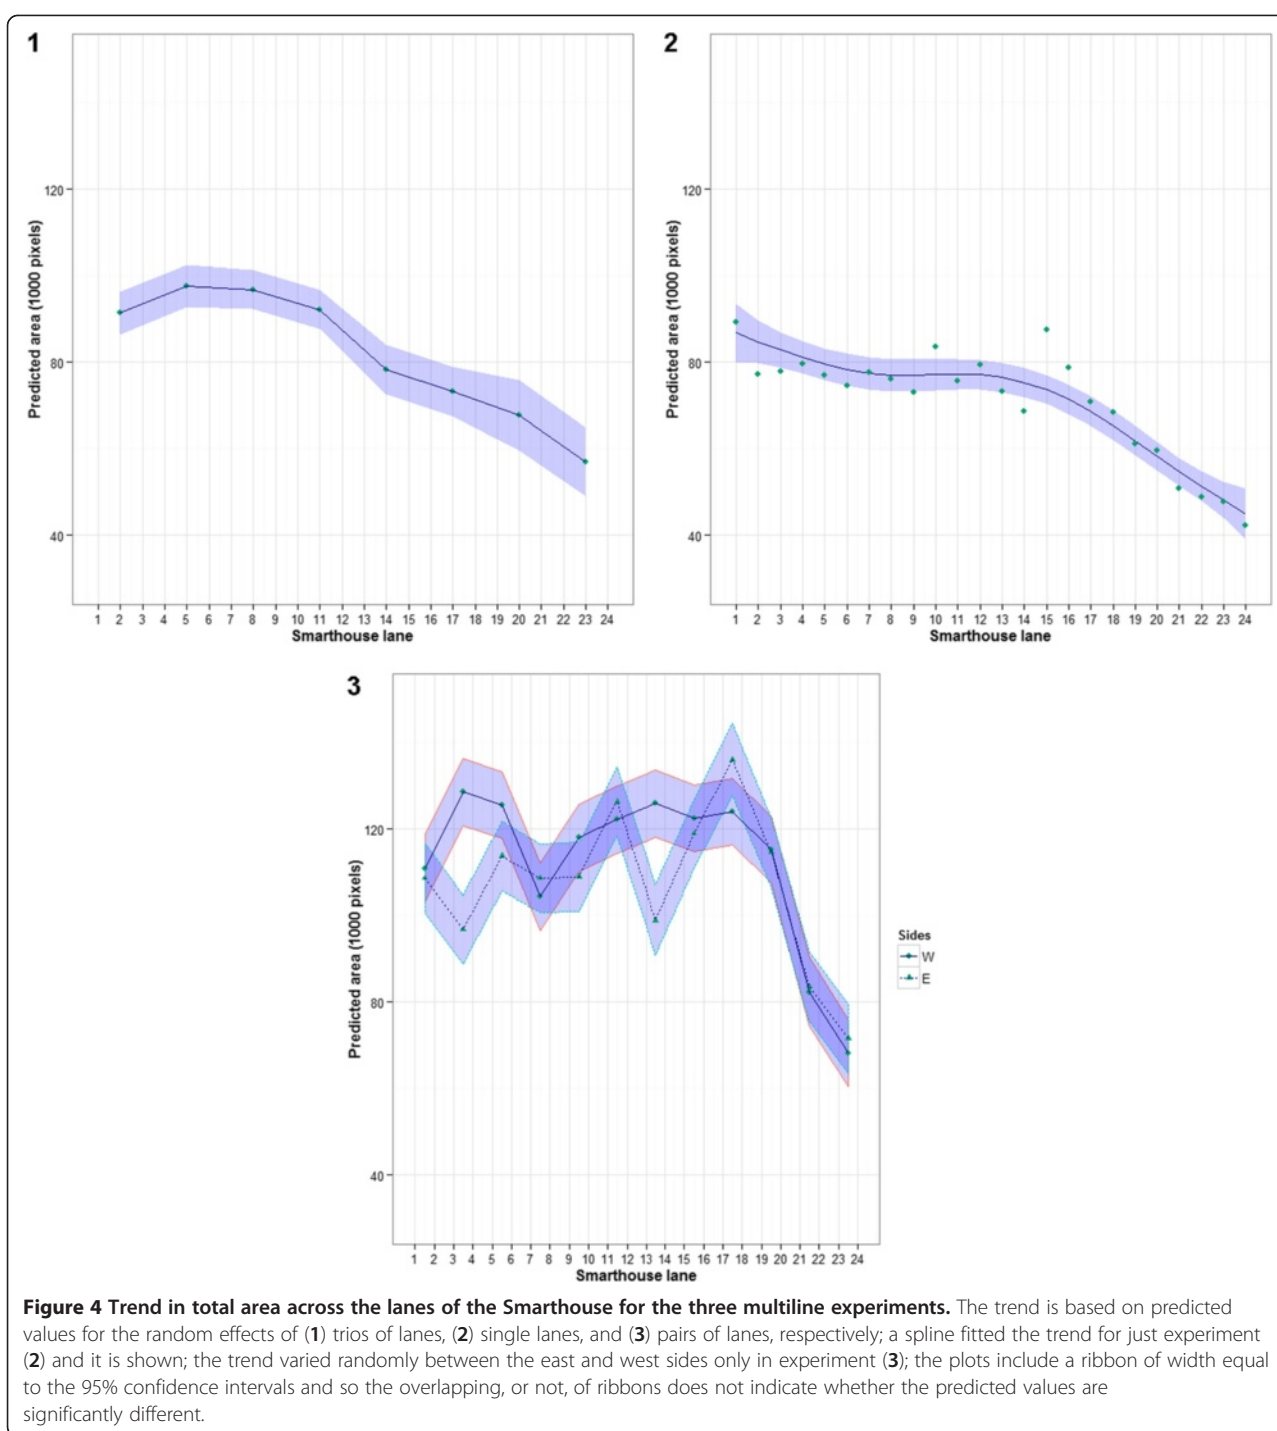 1
120
80
40
Predicted area (1000 pixels)
1 2 3 4 5 6 7 8 9 10 11 12 13 14 15 16 17 18 19 20 21 22 23 24
Smarthouse lane
2
120
80
40
Predicted area (1000 pixels)
1 2 3 4 5 6 7 8 9 10 11 12 13 14 15 16 17 18 19 20 21 22 23 24
Smarthouse lane
3
120
80
40
Predicted area (1000 pixels)
1 2 3 4 5 6 7 8 9 10 11 12 13 14 15 16 17 18 19 20 21 22 23 24
Smarthouse lane
Sides
W
E
Figure 4 Trend in total area across the lanes of the Smarthouse for the three multiline experiments. The trend is based on predicted
values for the random effects of (1) trios of lanes, (2) single lanes, and (3) pairs of lanes, respectively; a spline fitted the trend for just experiment
(2) and it is shown; the trend varied randomly between the east and west sides only in experiment (3); the plots include a ribbon of width equal
to the 95% confidence intervals and so the overlapping, or not, of ribbons does not indicate whether the predicted values are
significantly different.